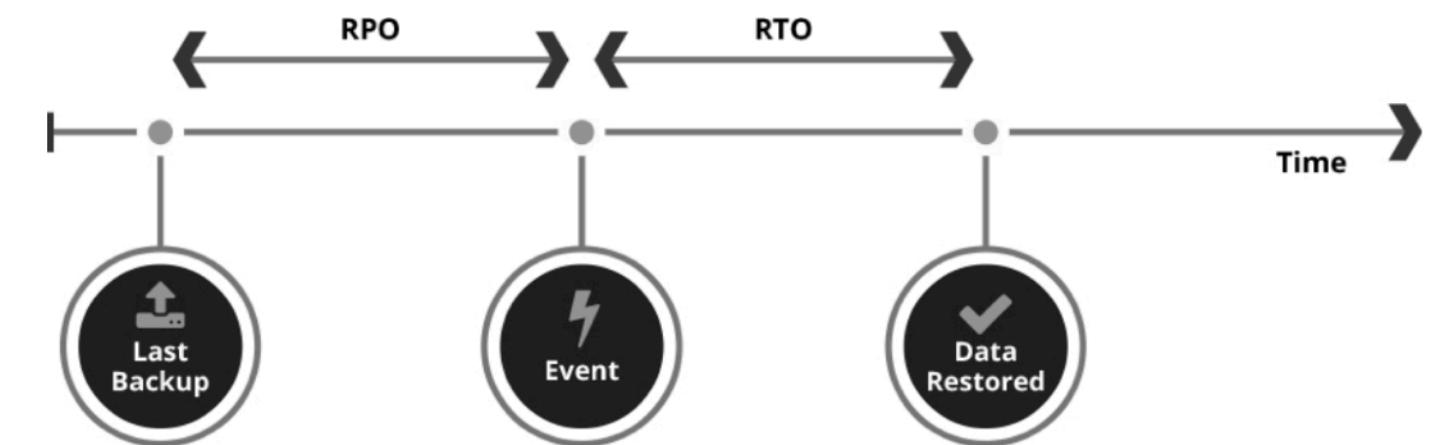 RPO
RTO
Time
Last
Backup
Event
Data
Restored